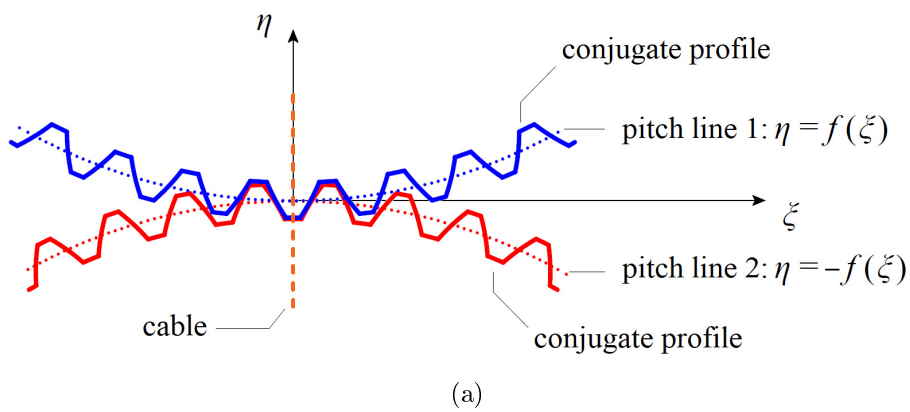 η
conjugate profile
pitch line 1: η = f(ξ)
ξ
pitch line 2: η = –f(ξ)
cable
conjugate profile
(a)